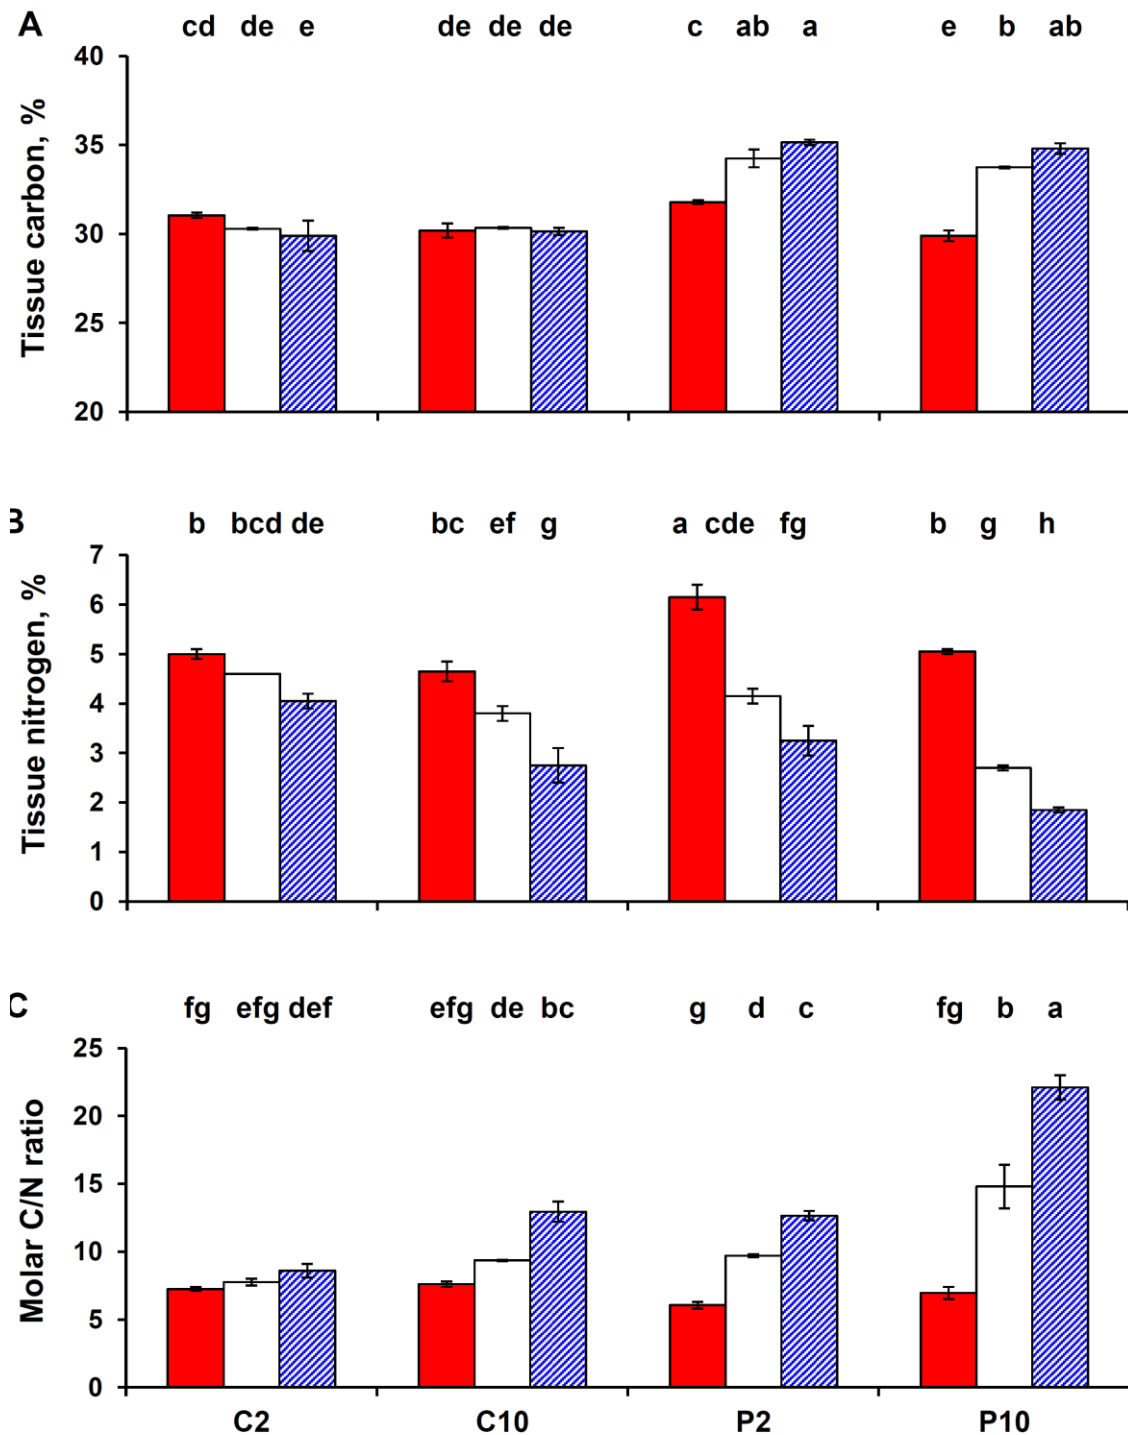 A cd de e de de de c ab a e b ab
40
35
30
25
20
Tissue carbon, %
B b bcd de bc ef g a cde fg b g h
7
6
5
4
3
2
1
0
Tissue nitrogen, %
C fg efg def efg de bc g d c fg b a
25
20
15
10
5
0
Molar C/N ratio
C2 C10 P2 P10